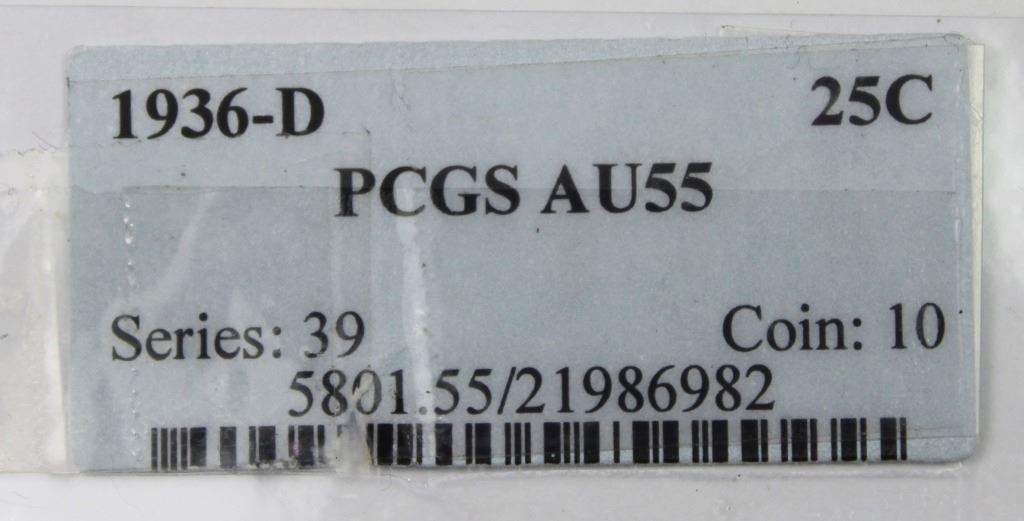 1936-D 25C
PCGS AU55
Series: 39 Coin: 10
5801.55/21986982